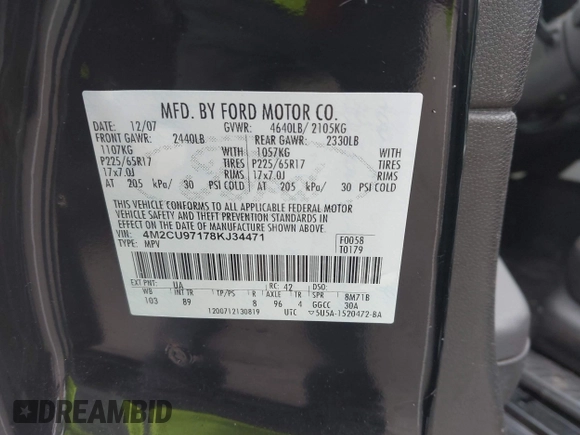 MFD. BY FORD MOTOR CO.
DATE: 12/07 GVWR: 4640LB/ 2105KG
FRONT GAWR: 2440LB REAR GAWR: 2330LB
1107KG WITH 1057KG WITH
P225/65R17 TIRES P225/65R17 TIRES
17x7.0J RIMS 17x7.0J RIMS
AT 205 kPa/ 30 PSI COLD AT 205 kPa/ 30 PSI COLD
THIS VEHICLE CONFORMS TO ALL APPLICABLE FEDERAL MOTOR
VEHICLE SAFETY AND THEFT PREVENTION STANDARDS IN
EFFECT ON THE DATE OF MANUFACTURE SHOWN ABOVE.
VIN: 4M2CU97178KJ34471 F0058
TYPE: MPV T0179
EXT PNT: UA RC: 42 DSO:
WB INT TR TP/PS R AXLE TR SPR 8M71B
103 89 8 96 4 GGCC 30A
1200712130819 UTC 5U5A-1520472-BA
DREAMBID